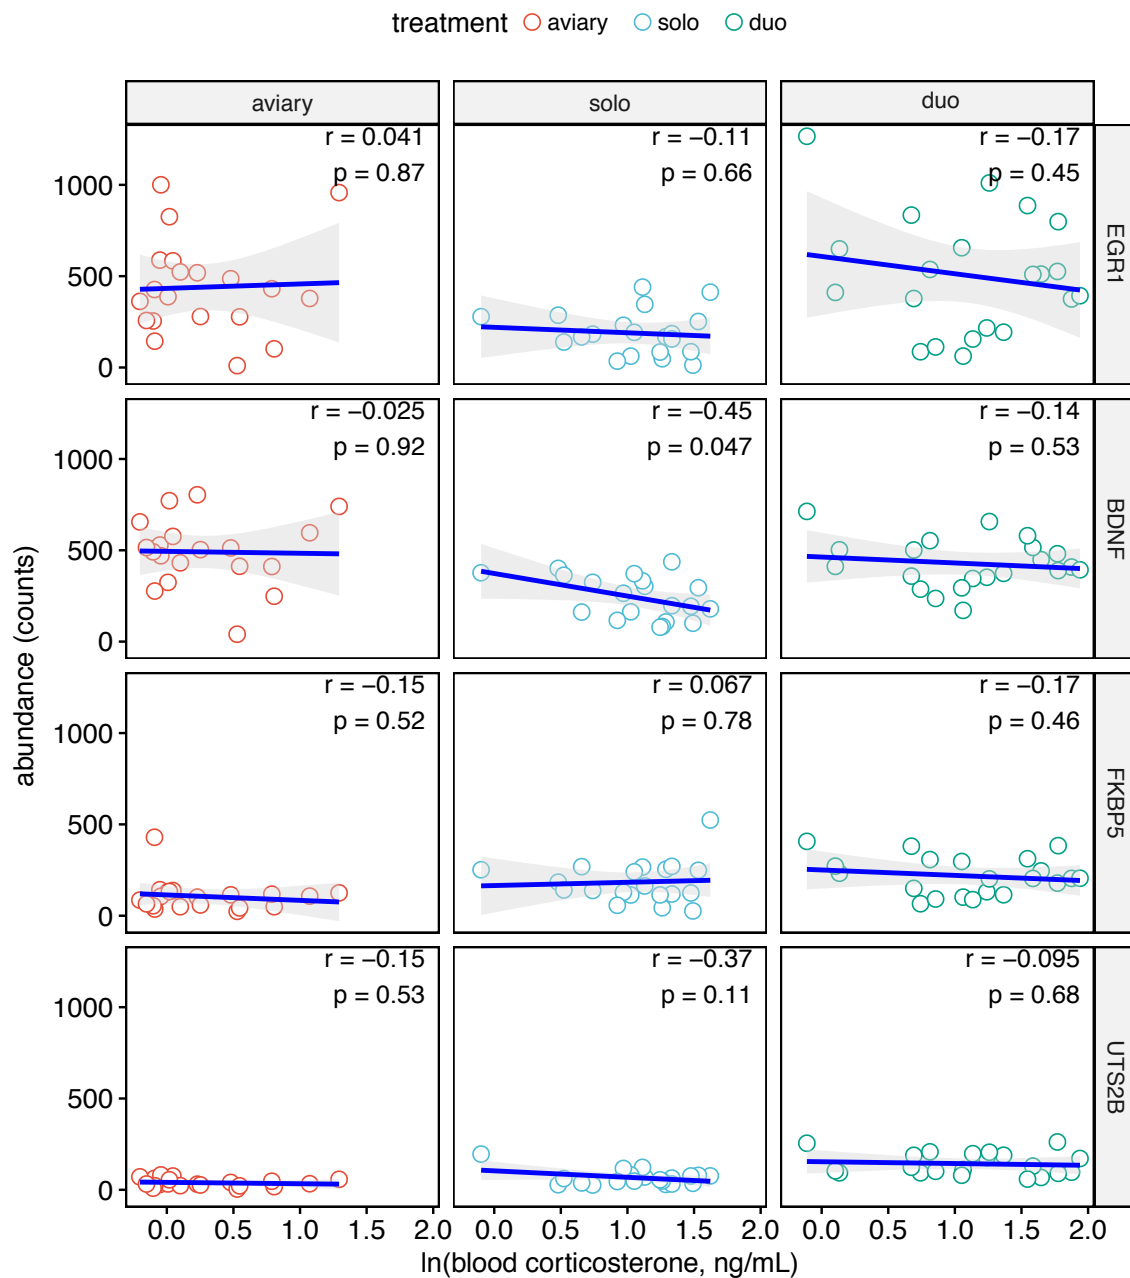 treatment aviary solo duo
aviary solo duo
r = 0.041 r = −0.11 r = −0.17
p = 0.87 p = 0.66 p = 0.45
1000
500
0
EGR1
r = −0.025 r = −0.45 r = −0.14
p = 0.92 p = 0.047 p = 0.53
1000
500
0
BDNF
abundance (counts)
r = −0.15 r = 0.067 r = −0.17
p = 0.52 p = 0.78 p = 0.46
1000
500
0
FKBP5
r = −0.15 r = −0.37 r = −0.095
p = 0.53 p = 0.11 p = 0.68
1000
500
0
UTS2B
0.0 0.5 1.0 1.5 2.0 0.0 0.5 1.0 1.5 2.0 0.0 0.5 1.0 1.5 2.0
ln(blood corticosterone, ng/mL)